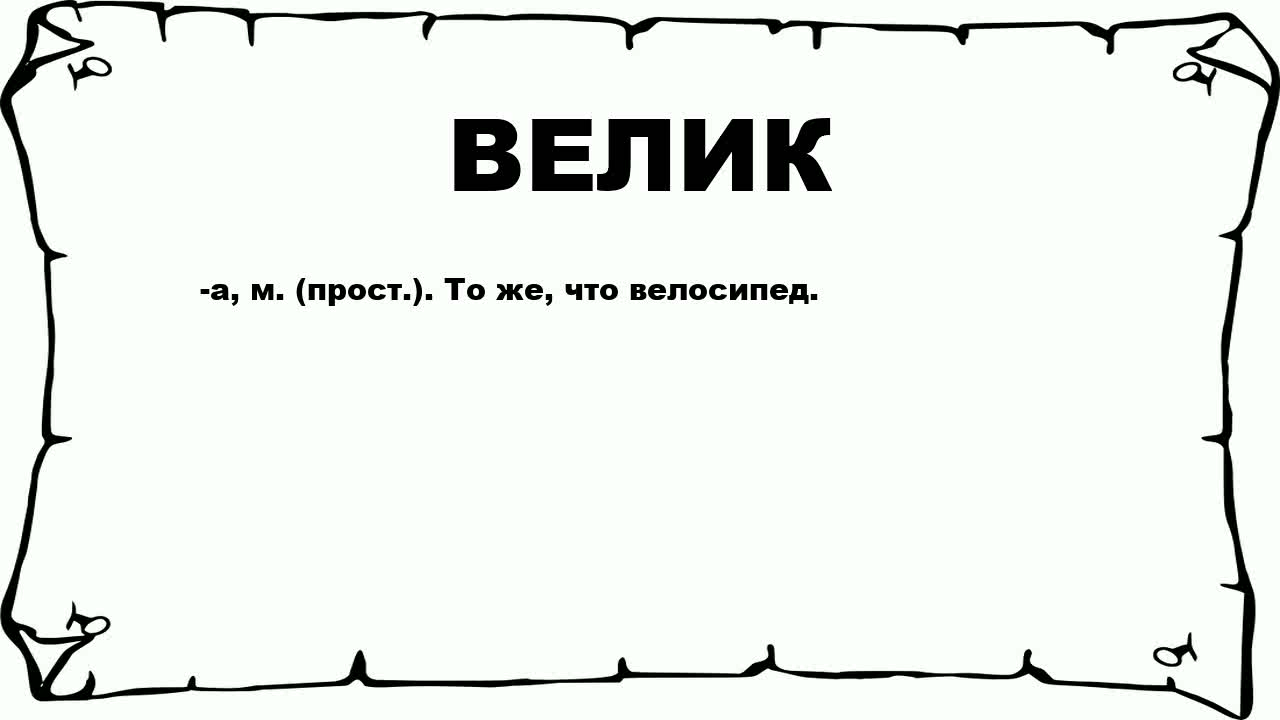 ВЕЛИК
-а, м. (прост.). То же, что велосипед.